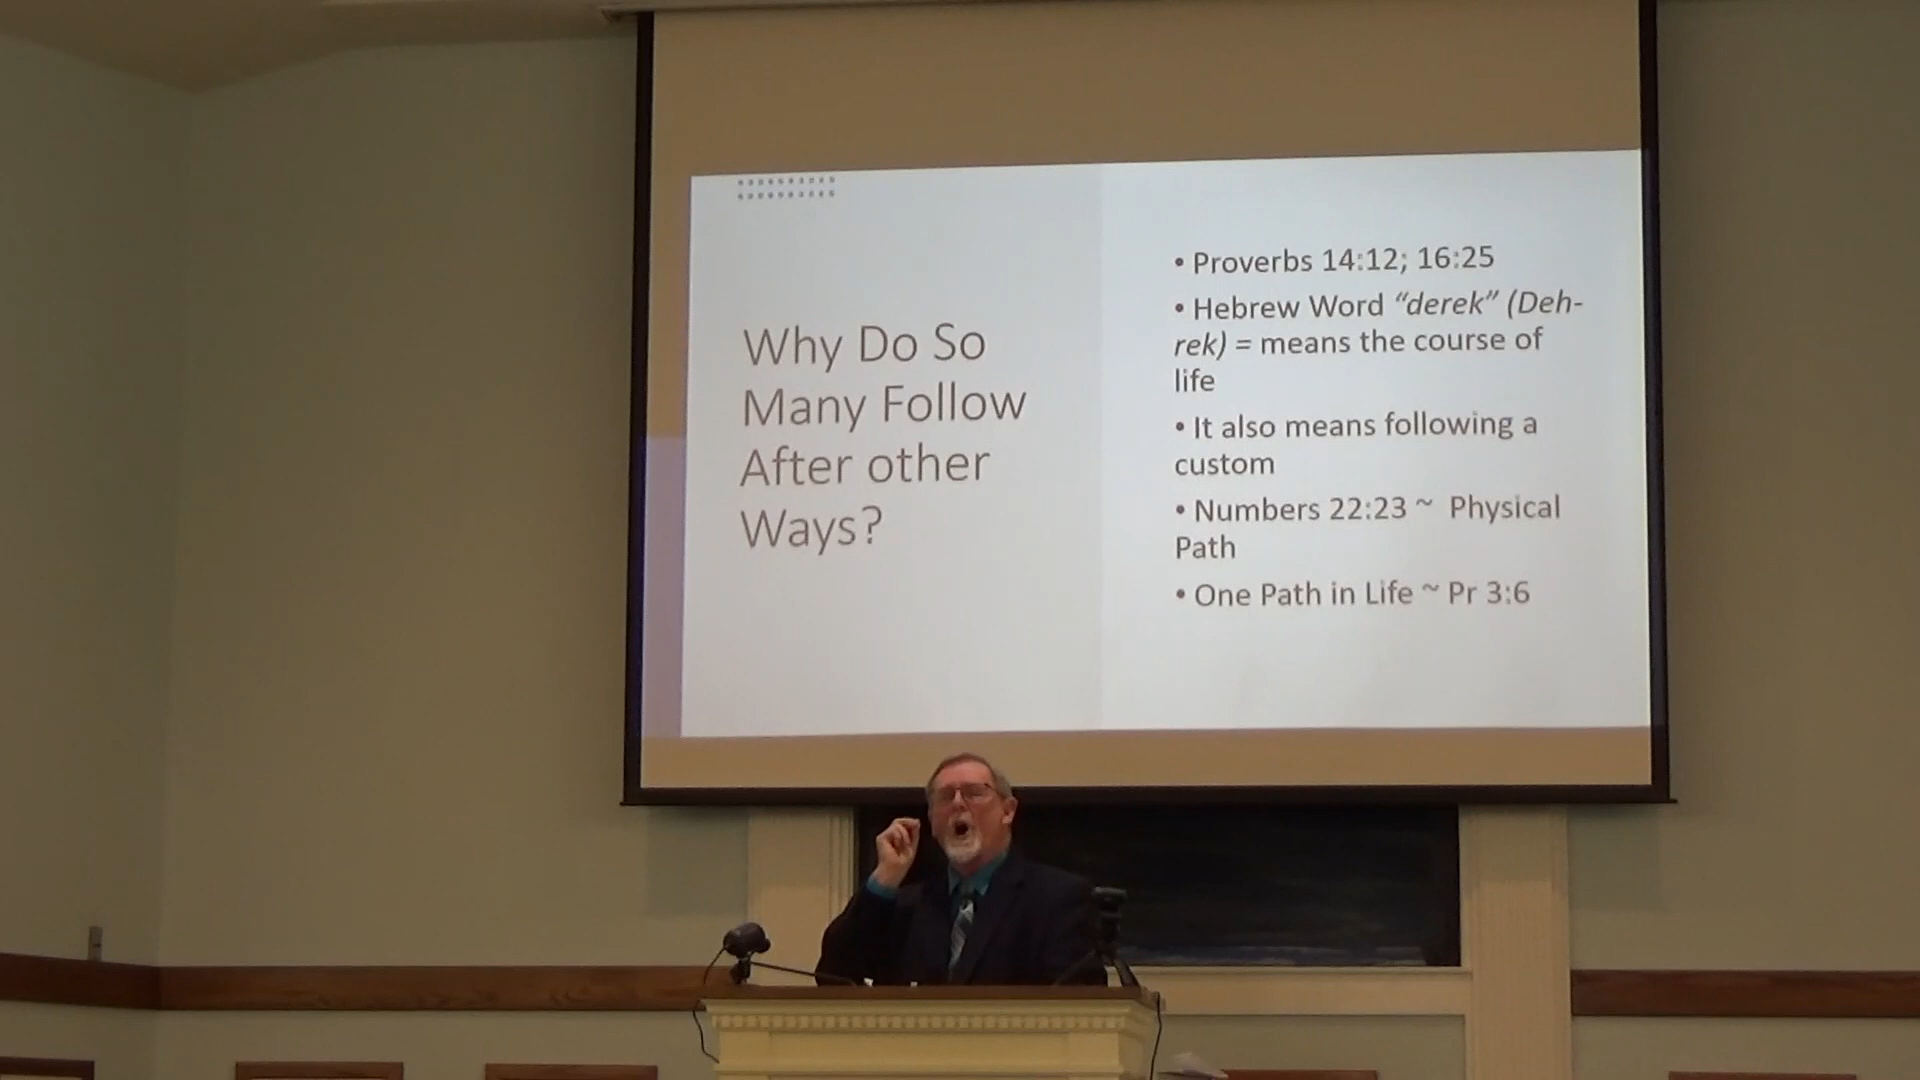 Why Do So
Many Follow
After other
Ways?
• Proverbs 14:12; 16:25
• Hebrew Word “derek” (Deh-
rek) = means the course of
life
• It also means following a
custom
• Numbers 22:23 ~ Physical
Path
• One Path in Life ~ Pr 3:6